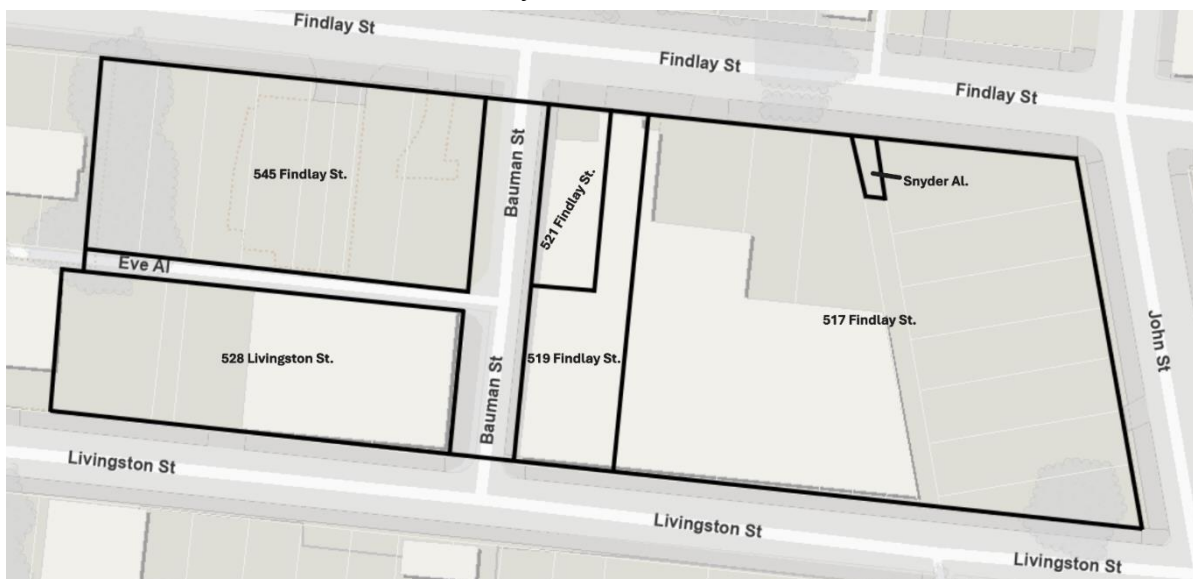 Findlay St
Findlay St
Findlay St
Bauman St
545 Findlay St.
521 Findlay St.
Snyder Al.
Eve Al
517 Findlay St.
John St
528 Livingston St.
519 Findlay St.
Bauman St
Livingston St
Livingston St
Livingston St